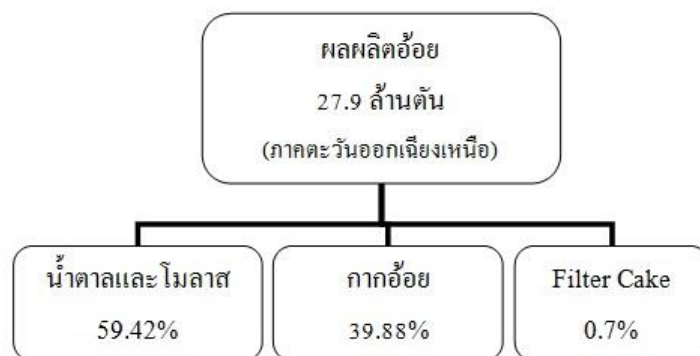 ผลผลิตอ้อย
27.9 ล้านตัน
(ภาคตะวันออกเฉียงเหนือ)
น้ำตาลและโมลาส
59.42%
กากอ้อย
39.88%
Filter Cake
0.7%